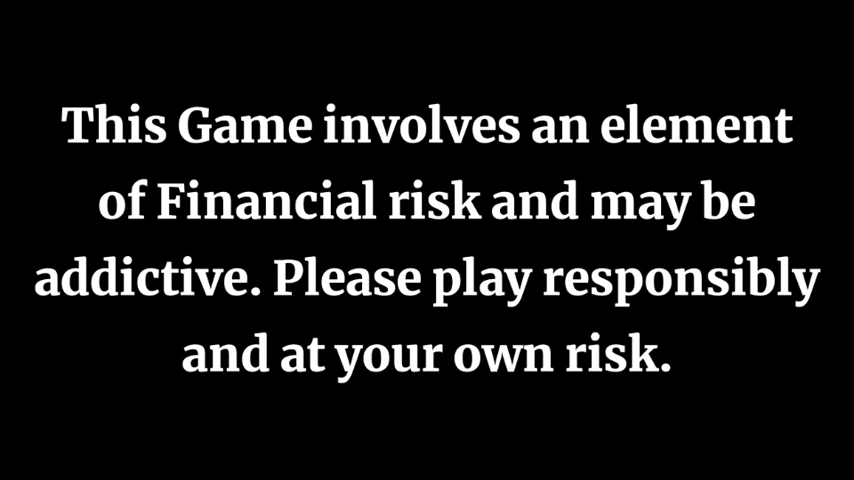 This Game involves an element
of Financial risk and may be
addictive. Please play responsibly
and at your own risk.